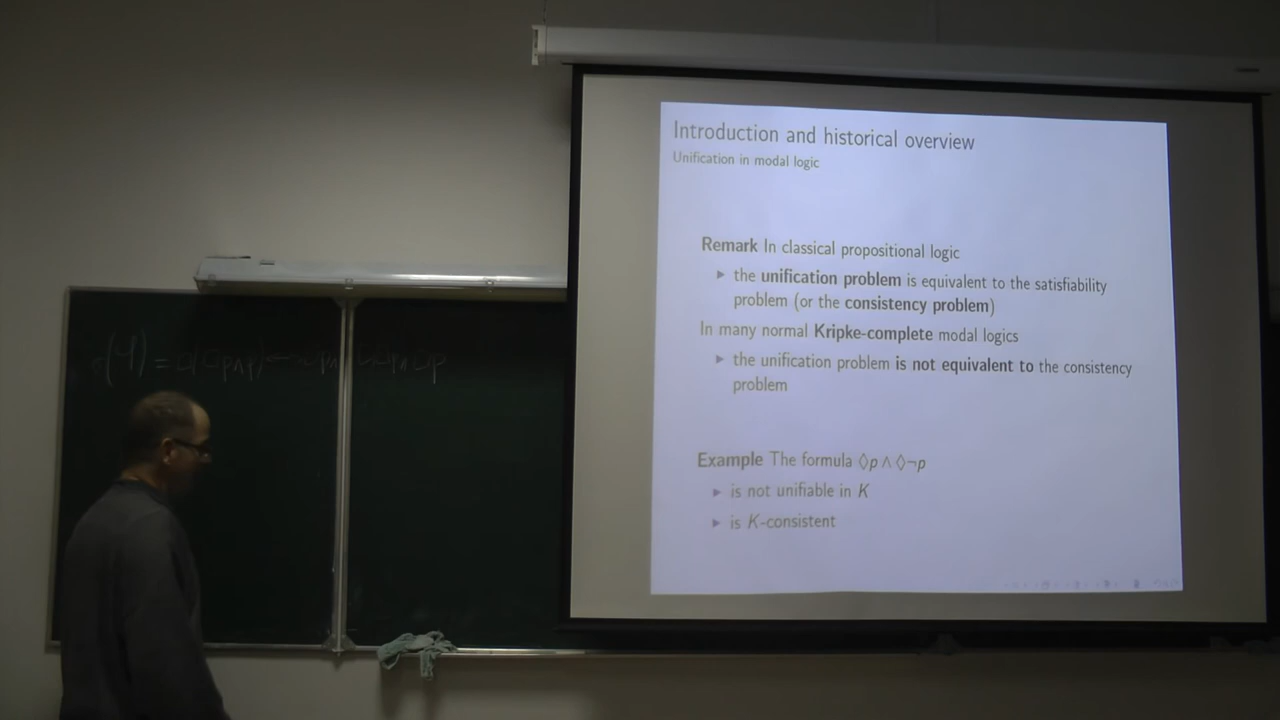 Introduction and historical overview
Unification in modal logic
Remark In classical propositional logic
▶ the unification problem is equivalent to the satisfiability
problem (or the consistency problem)
In many normal Kripke-complete modal logics
▶ the unification problem is not equivalent to the consistency
problem
Example The formula ◊p ∧ ◊¬p
▶ is not unifiable in K
▶ is K-consistent